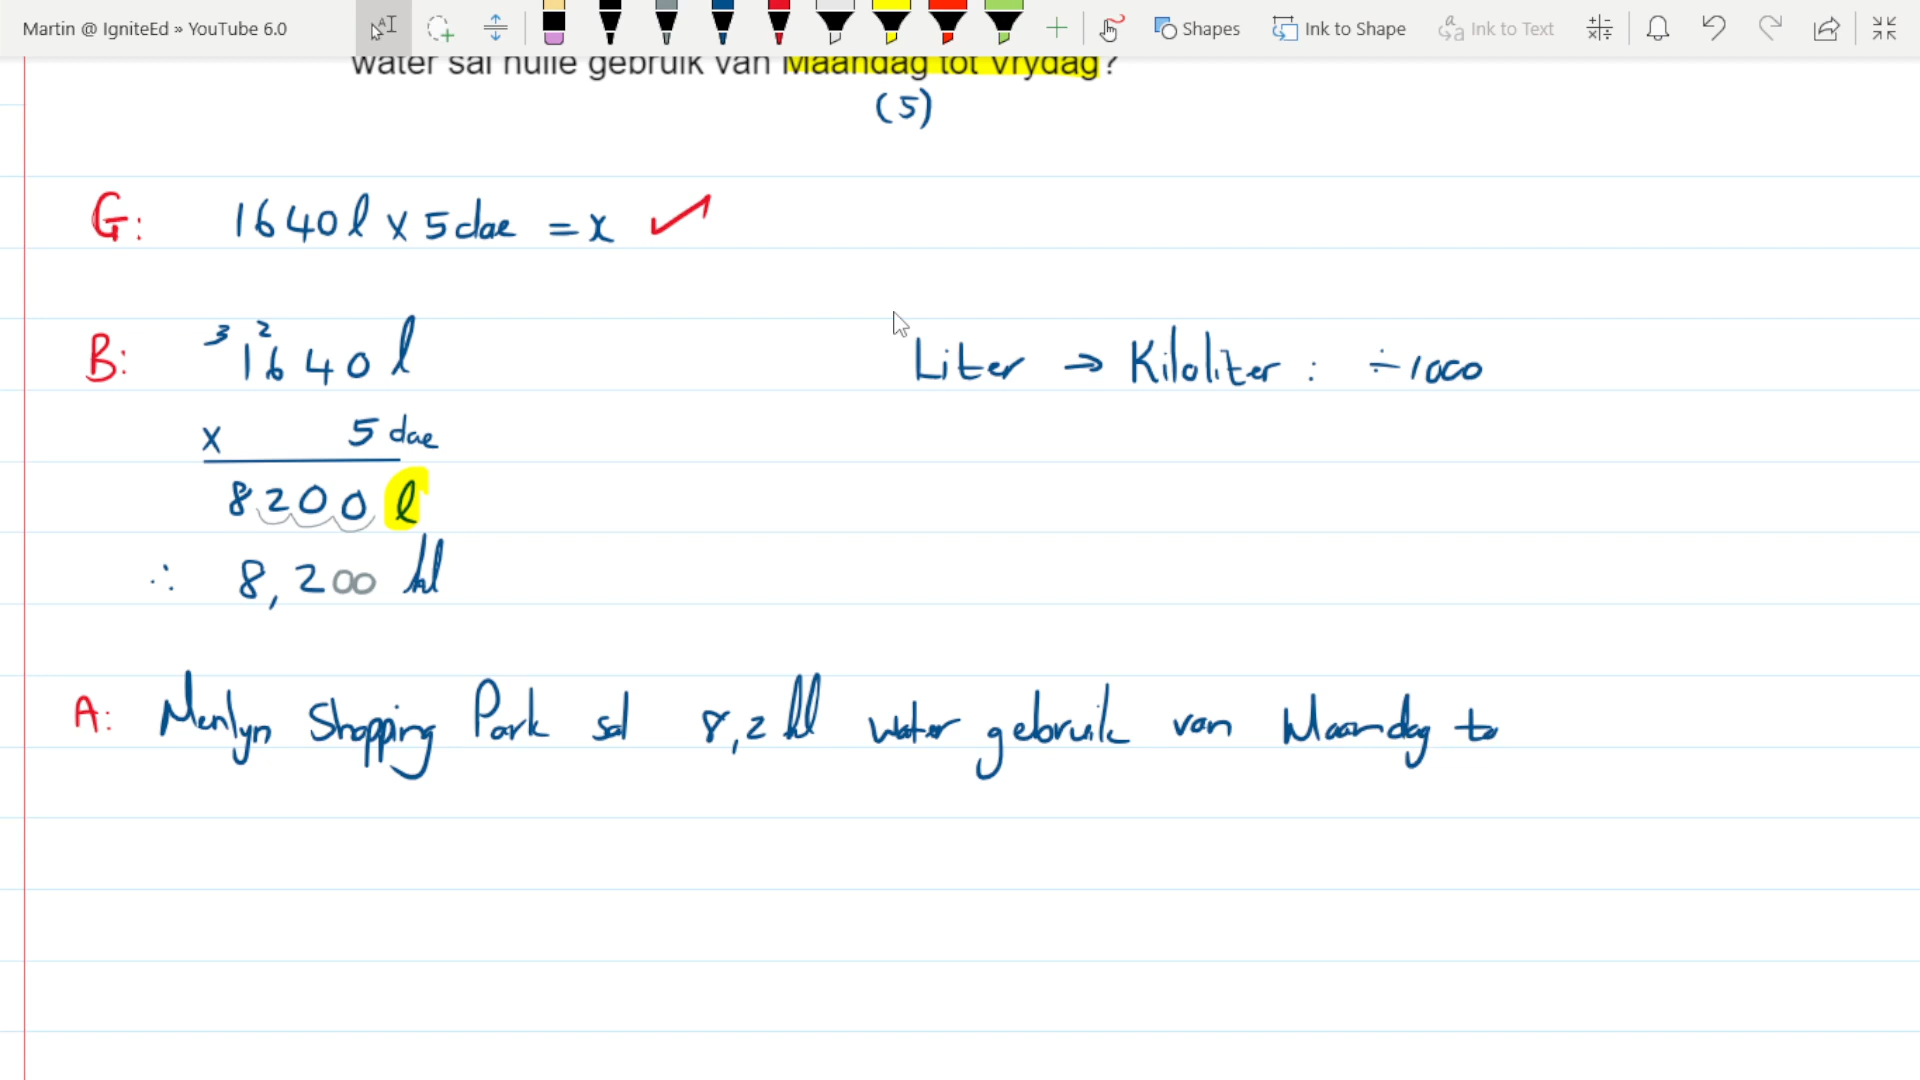 Martin @ IgniteEd » YouTube 6.0 Shapes Ink to Shape Ink to Text
water sal hulle gebruik van Maandag tot Vrydag?
(5)
G: 1640 l x 5 dae = x ✓
3 2
B: 1640 l Liter → Kiloliter : ÷ 1000
x 5 dae
8200 l
∴ 8,200 kl
A: Menlyn Shopping Park sal 8,2 kl water gebruik van Maandag to